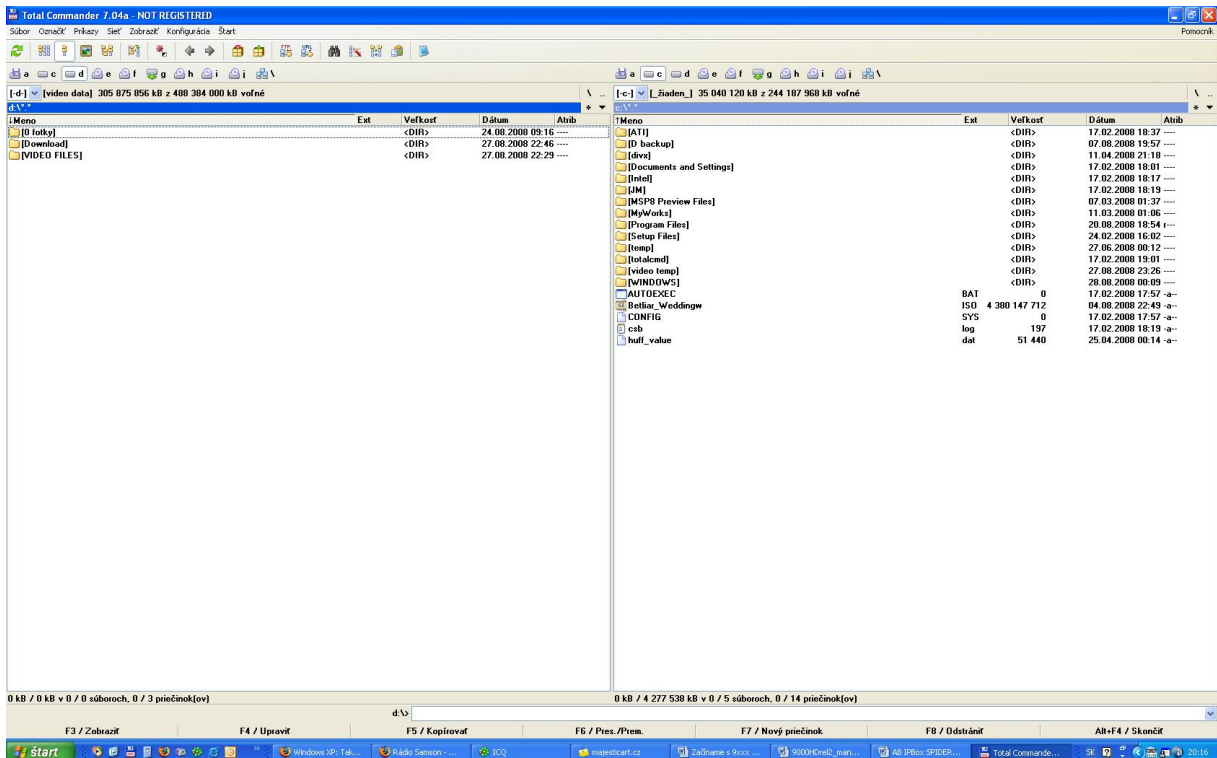 Total Commander 7.04a - NOT REGISTERED
Súbor Označiť Príkazy Sieť Zobraziť Konfigurácia Štart Pomocník
a c d e f g h i j \
a c d e f g h i j \
[-d-] [video data] 305 875 856 kB z 488 384 000 kB voľné \ ..
[-c-] [_žiaden_] 35 040 120 kB z 244 187 968 kB voľné \ ..
d:\*.* * ▼
c:\*.* * ▼
↓Meno Ext Veľkosť Dátum Atrib
[0 fotky] <DIR> 24.08.2008 09:16 ----
[Download] <DIR> 27.08.2008 22:46 ----
[VIDEO FILES] <DIR> 27.08.2008 22:29 ----
↑Meno Ext Veľkosť Dátum Atrib
[ATI] <DIR> 17.02.2008 18:37 ----
[D backup] <DIR> 07.08.2008 19:57 ----
[divx] <DIR> 11.04.2008 21:18 ----
[Documents and Settings] <DIR> 17.02.2008 18:01 ----
[Intel] <DIR> 17.02.2008 18:17 ----
[JM] <DIR> 17.02.2008 18:19 ----
[MSP8 Preview Files] <DIR> 07.03.2008 01:37 ----
[MyWorks] <DIR> 11.03.2008 01:06 ----
[Program Files] <DIR> 20.08.2008 18:54 r---
[Setup Files] <DIR> 24.02.2008 16:02 ----
[temp] <DIR> 27.06.2008 00:12 ----
[totalcmd] <DIR> 17.02.2008 19:01 ----
[video temp] <DIR> 27.08.2008 23:26 ----
[WINDOWS] <DIR> 28.08.2008 00:09 ----
AUTOEXEC BAT 0 17.02.2008 17:57 -a--
Betliar_Weddingw ISO 4 380 147 712 04.08.2008 22:49 -a--
CONFIG SYS 0 17.02.2008 17:57 -a--
csb log 197 17.02.2008 18:19 -a--
huff_value dat 51 440 25.04.2008 00:14 -a--
0 kB / 0 kB v 0 / 0 súboroch, 0 / 3 priečinok(ov)
0 kB / 4 277 538 kB v 0 / 5 súboroch, 0 / 14 priečinok(ov)
d:\>
F3 / Zobraziť F4 / Upraviť F5 / Kopírovať F6 / Pres./Prem. F7 / Nový priečinok F8 / Odstrániť Alt+F4 / Skončiť
štart Windows XP: Tak... Rádio Samson - ... ICQ majesticart.cz Začíname s 9xxx ... 9000HDrel2_man... AB IPBox SPIDER... Total Commande... SK 20:16